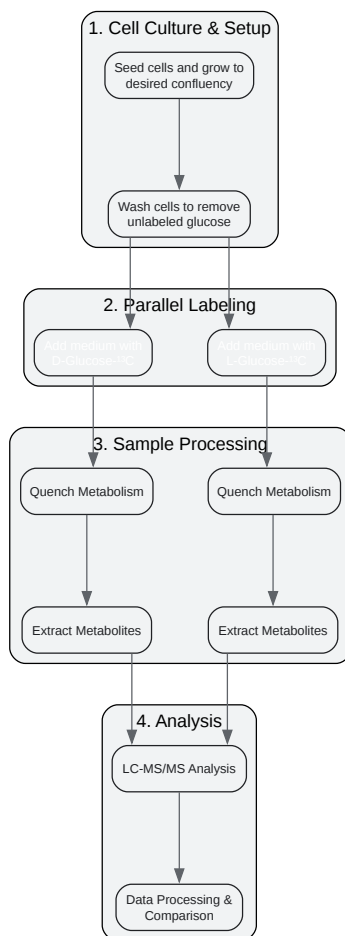 1. Cell Culture & Setup
Seed cells and grow to
desired confluency
Wash cells to remove
unlabeled glucose
2. Parallel Labeling
Add medium with
D-Glucose-¹³C
Add medium with
L-Glucose-¹³C
3. Sample Processing
Quench Metabolism
Quench Metabolism
Extract Metabolites
Extract Metabolites
4. Analysis
LC-MS/MS Analysis
Data Processing &
Comparison